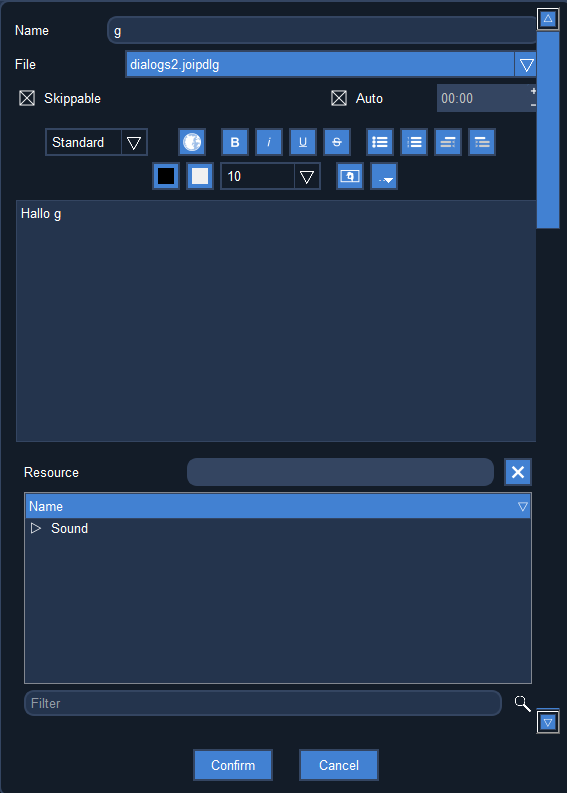 Name
g
File
dialogs2.joipdlg
Skippable
Auto
00:00
Standard
B i U S
10
Hallo g
Resource
Name
Sound
Filter
Confirm
Cancel